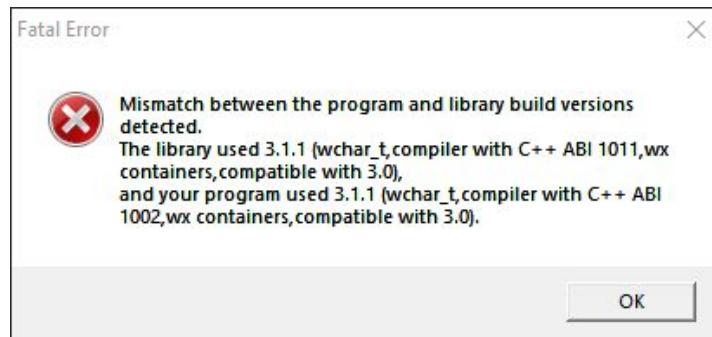 Fatal Error
Mismatch between the program and library build versions
detected.
The library used 3.1.1 (wchar_t,compiler with C++ ABI 1011,wx
containers,compatible with 3.0),
and your program used 3.1.1 (wchar_t,compiler with C++ ABI
1002,wx containers,compatible with 3.0).
OK